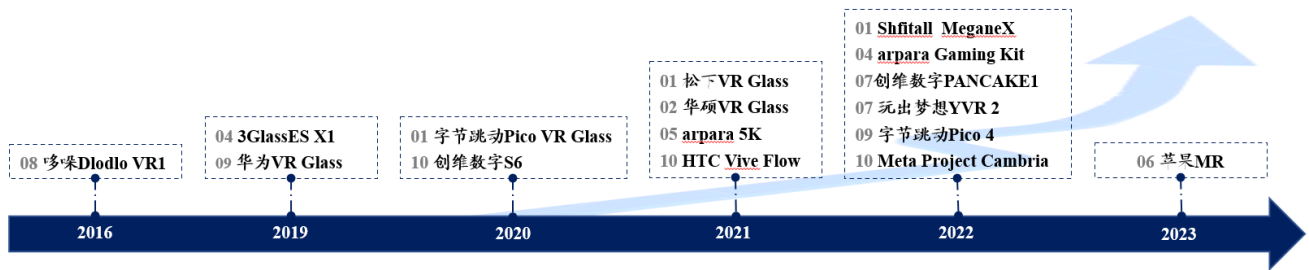 08 哆哚Dlodlo VR1
04 3GlassES X1
09 华为VR Glass
01 字节跳动Pico VR Glass
10 创维数字S6
01 松下VR Glass
02 华硕VR Glass
05 arpara 5K
10 HTC Vive Flow
01 Shfitall MeganeX
04 arpara Gaming Kit
07创维数字PANCAKE1
07 玩出梦想YVR 2
09 字节跳动Pico 4
10 Meta Project Cambria
06 苹果MR
2016
2019
2020
2021
2022
2023